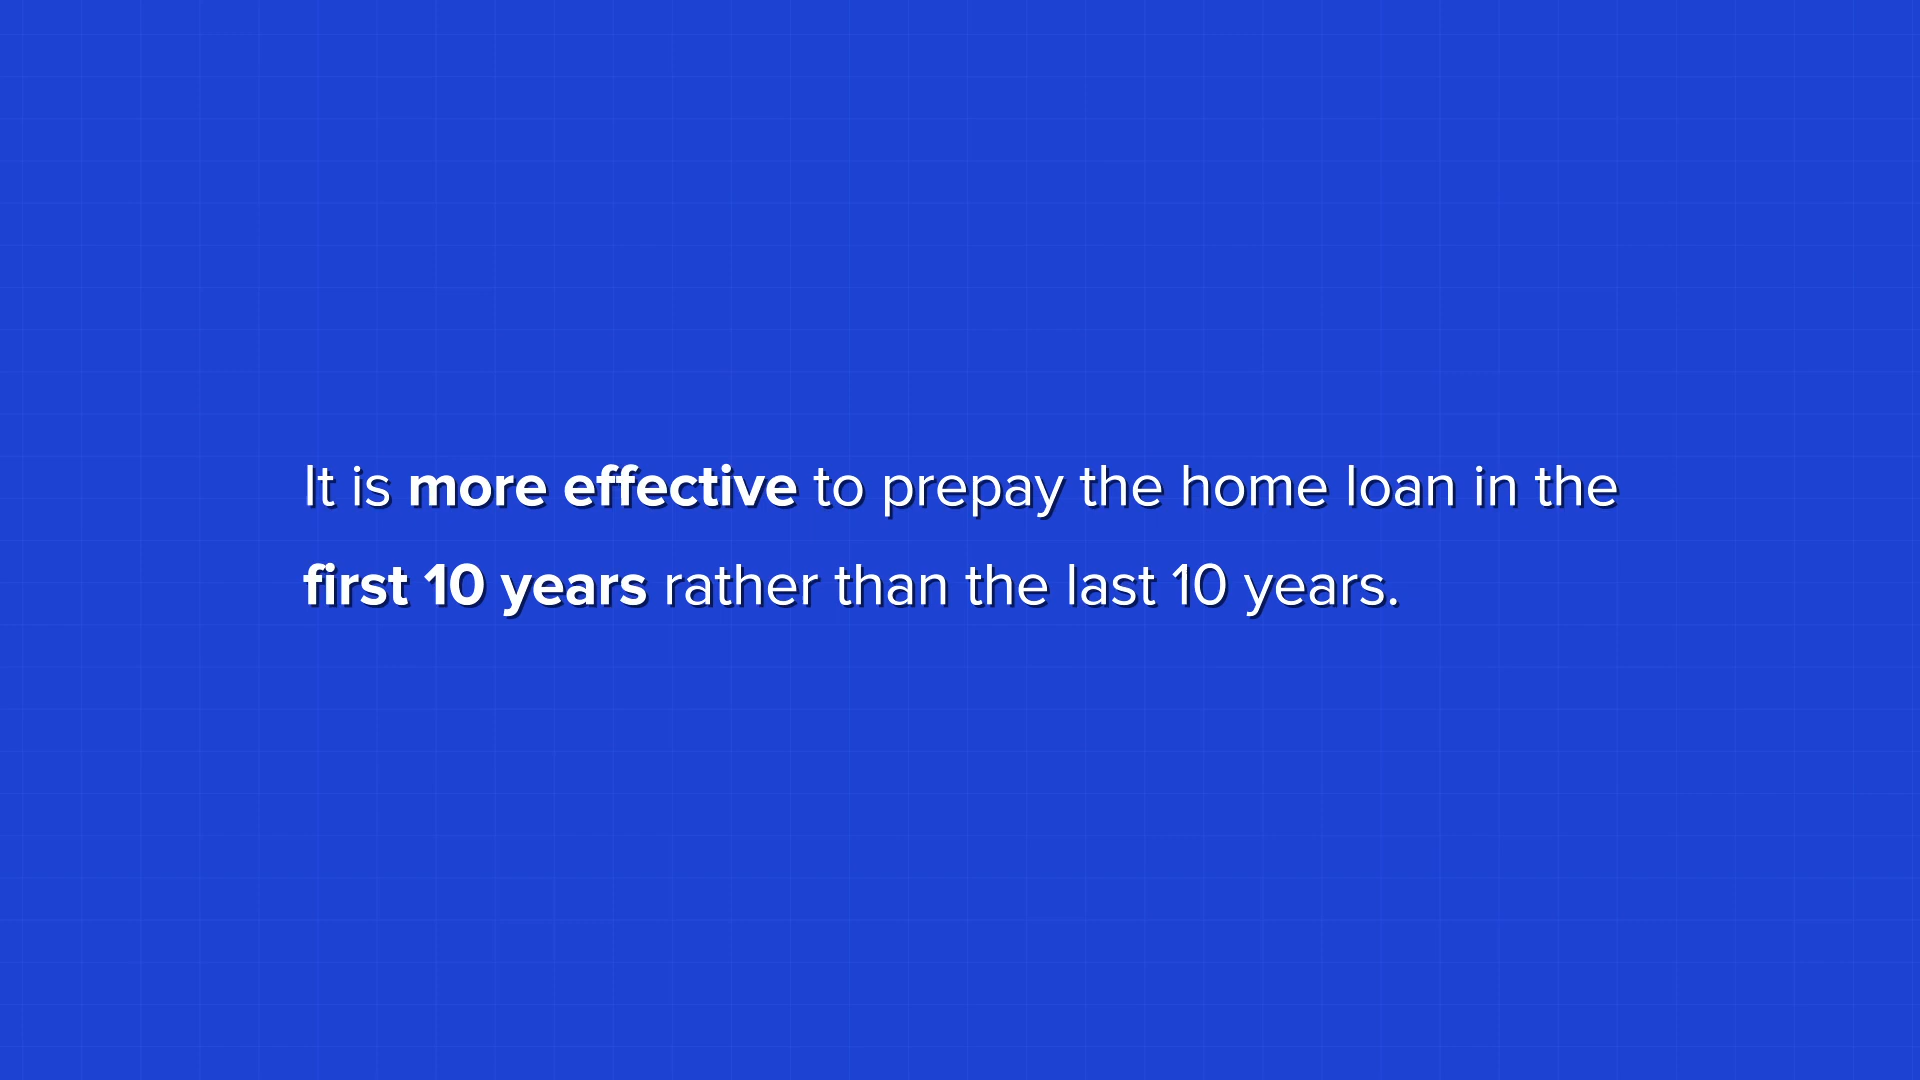 It is more effective to prepay the home loan in the
first 10 years rather than the last 10 years.